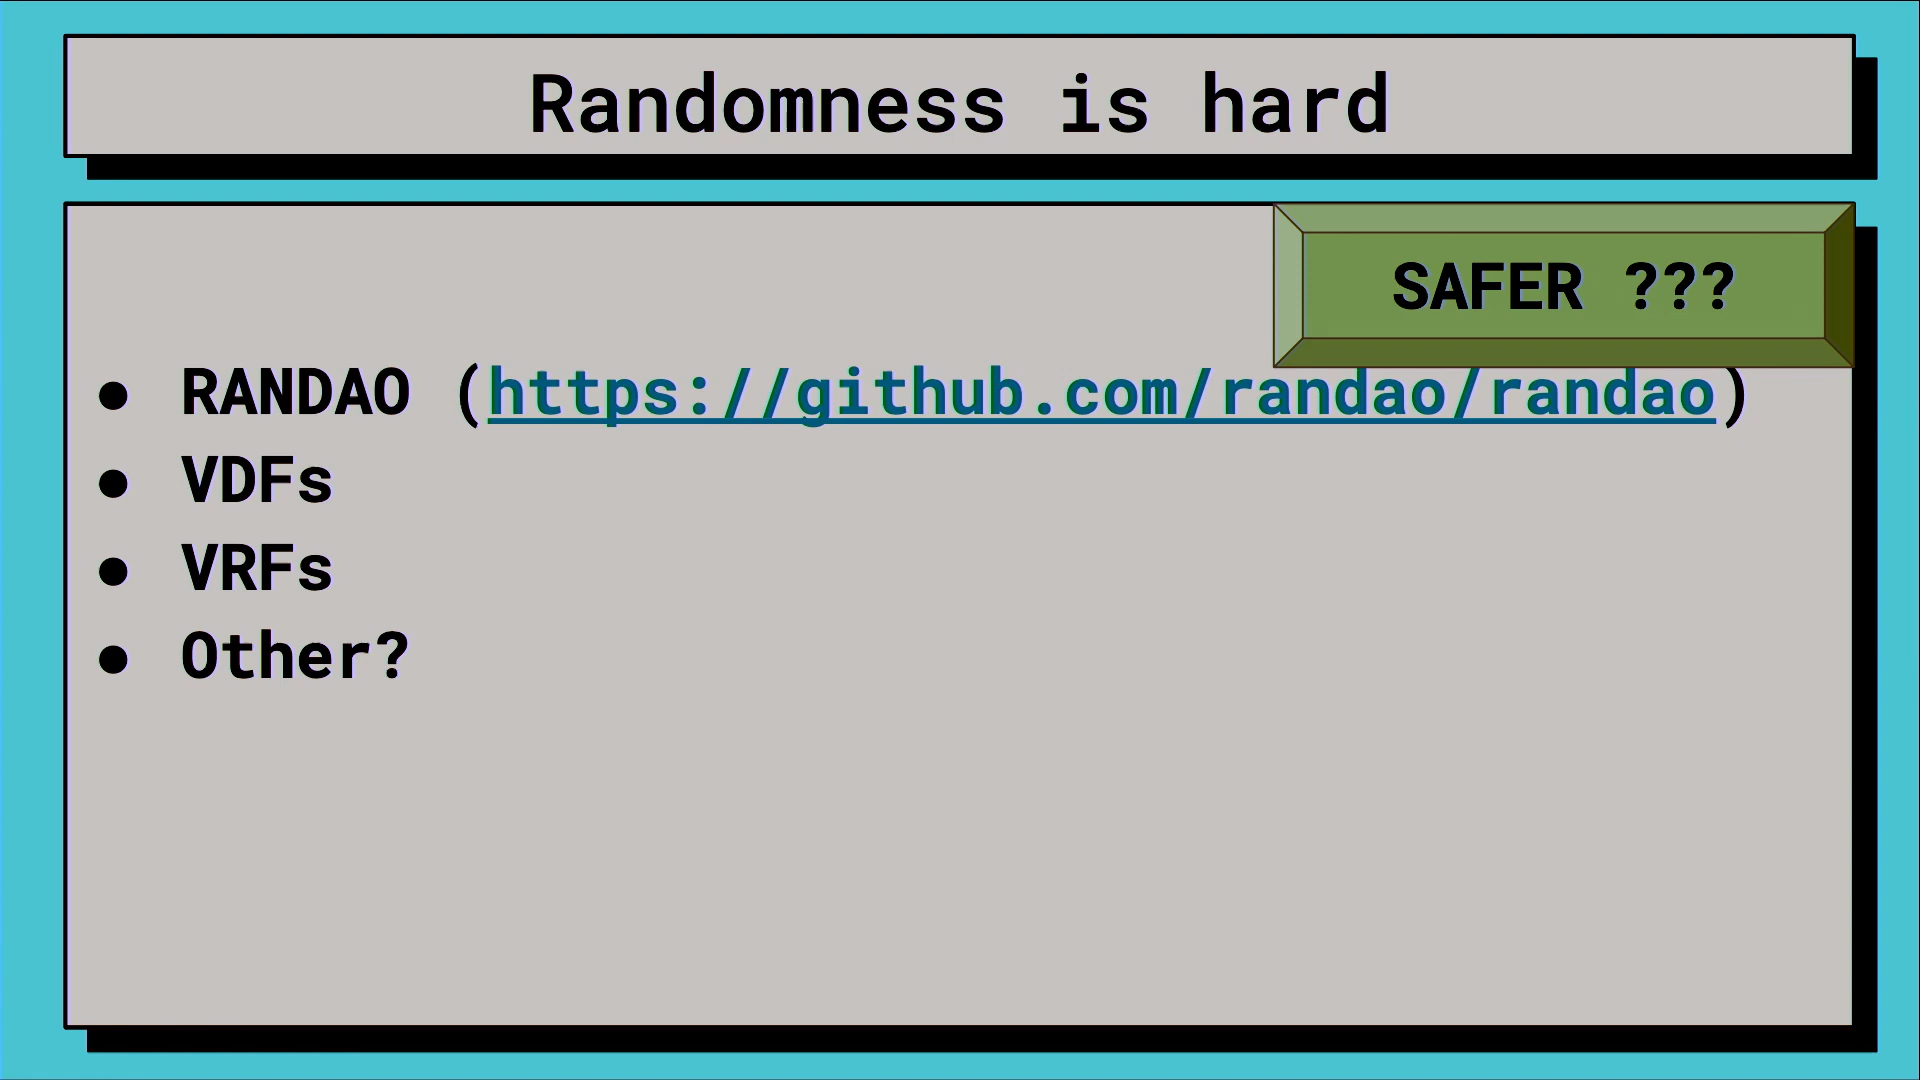 Randomness is hard
SAFER ???
● RANDAO (https://github.com/randao/randao)
● VDFs
● VRFs
● Other?